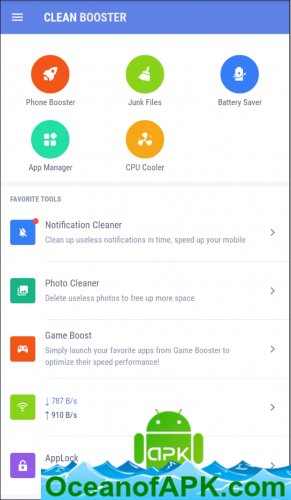 CLEAN BOOSTER
Phone Booster
Junk Files
Battery Saver
App Manager
CPU Cooler
FAVORITE TOOLS
Notification Cleaner
Clean up useless notifications in time, speed up your mobile
Photo Cleaner
Delete useless photos to free up more space
Game Boost
Simply launch your favorite apps from Game Booster to
optimize their speed performance!
↓ 787 B/s
↑ 910 B/s
AppLock
APK
OceanofAPK.com